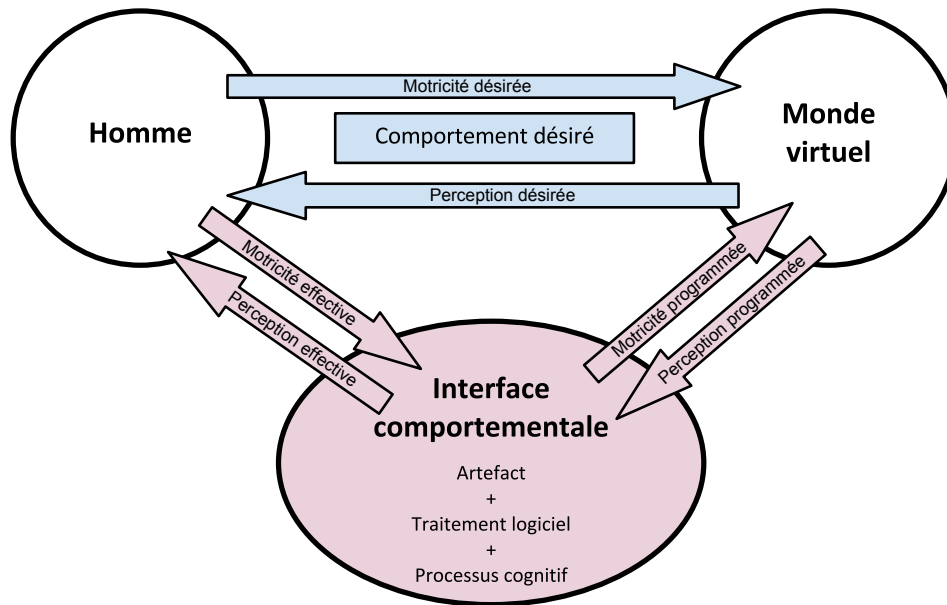 Homme
Motricité désirée
Comportement désiré
Perception désirée
Monde
virtuel
Motricité effective
Perception effective
Motricité programmée
Perception programmée
Interface
comportementale
Artefact
+
Traitement logiciel
+
Processus cognitif